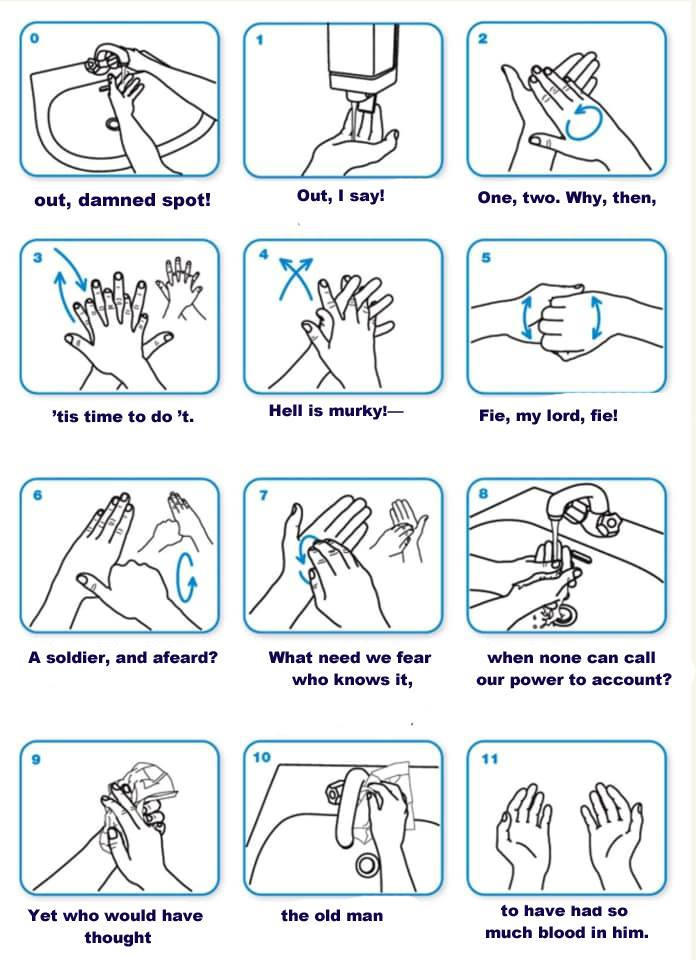 0
1
2
out, damned spot!
Out, I say!
One, two. Why, then,
3
4
5
’tis time to do ’t.
Hell is murky!—
Fie, my lord, fie!
6
7
8
A soldier, and afeard?
What need we fear
who knows it,
when none can call
our power to account?
9
10
11
Yet who would have
thought
the old man
to have had so
much blood in him.